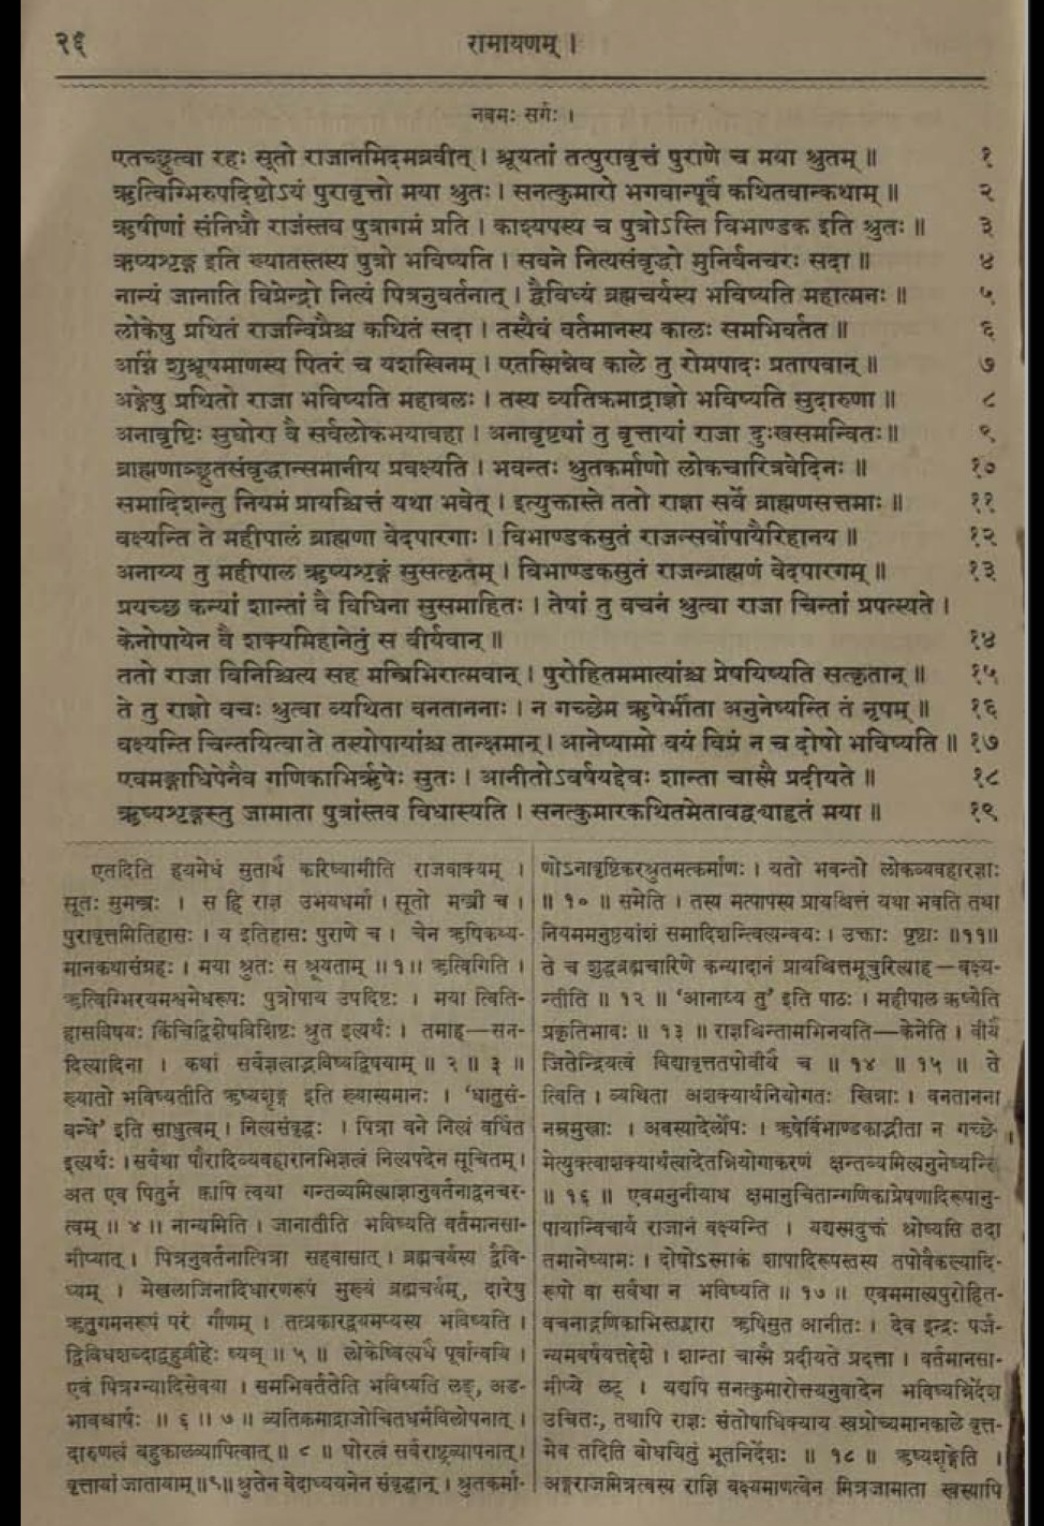 २६
रामायणम् ।
नवमः सर्गः ।
एतच्छ्रुत्वा रहः सूतो राजानमिदमब्रवीत् । श्रूयतां तत्पुरावृत्तं पुराणे च मया श्रुतम् ॥ १
ऋत्विग्भिरुपदिष्टोऽयं पुरावृत्तो मया श्रुतः । सनत्कुमारो भगवान्पूर्वं कथितवान्कथाम् ॥ २
ऋषीणां संनिधौ राजंस्तव पुत्रागमं प्रति । काश्यपस्य च पुत्रोऽस्ति विभाण्डक इति श्रुतः ॥ ३
ऋष्यशृङ्ग इति ख्यातस्तस्य पुत्रो भविष्यति । सवने नित्यसंवृद्धो मुनिर्वनचरः सदा ॥ ४
नान्यं जानाति विप्रेन्द्रो नित्यं पित्रनुवर्तनात् । द्वैविध्यं ब्रह्मचर्यस्य भविष्यति महात्मनः ॥ ५
लोकेषु प्रथितं राजन्विप्रैश्च कथितं सदा । तस्यैवं वर्तमानस्य कालः समभिवर्तत ॥ ६
अग्निं शुश्रूषमाणस्य पितरं च यशस्विनम् । एतस्मिन्नेव काले तु रोमपादः प्रतापवान् ॥ ७
अङ्गेषु प्रथितो राजा भविष्यति महाबलः । तस्य व्यतिक्रमाद्राज्ञो भविष्यति सुदारुणा ॥ ८
अनावृष्टिः सुघोरा वै सर्वलोकभयावहा । अनावृष्ट्यां तु वृत्तायां राजा दुःखसमन्वितः ॥ ९
ब्राह्मणाञ्छ्रुतसंवृद्धान्समानीय प्रवक्ष्यति । भवन्तः श्रुतकर्माणो लोकचारित्रवेदिनः ॥ १०
समादिशन्तु नियमं प्रायश्चित्तं यथा भवेत् । इत्युक्तास्ते ततो राज्ञा सर्वे ब्राह्मणसत्तमाः ॥ ११
वक्ष्यन्ति ते महीपालं ब्राह्मणा वेदपारगाः । विभाण्डकसुतं राजन्सर्वोपायैरिहानय ॥ १२
अनाय्य तु महीपाल ऋष्यशृङ्गं सुसत्कृतम् । विभाण्डकसुतं राजन्ब्राह्मणं वेदपारगम् ॥ १३
प्रयच्छ कन्यां शान्तां वै विधिना सुसमाहितः । तेषां तु वचनं श्रुत्वा राजा चिन्तां प्रपत्स्यते ।
केनोपायेन वै शक्यमिहानेतुं स वीर्यवान् ॥ १४
ततो राजा विनिश्चित्य सह मन्त्रिभिरात्मवान् । पुरोहितममात्यांश्च प्रेषयिष्यति सत्कृतान् ॥ १५
ते तु राज्ञो वचः श्रुत्वा व्यथिता वनताननाः । न गच्छेम ऋषेर्भीता अनुनेष्यन्ति तं नृपम् ॥ १६
वक्ष्यन्ति चिन्तयित्वा ते तस्योपायांश्च तान्क्षमान् । आनेष्यामो वयं विप्रं न च दोषो भविष्यति ॥ १७
एवमङ्गाधिपेनैव गणिकाभिर्ऋषेः सुतः । आनीतोऽवर्षयद्देवः शान्ता चास्मै प्रदीयते ॥ १८
ऋष्यशृङ्गस्तु जामाता पुत्रांस्तव विधास्यति । सनत्कुमारकथितमेतावद्व्याहृतं मया ॥ १९
एतदिति हयमेधं सुतार्थं करिष्यामीति राजवाक्यम् ।
सूतः सुमन्त्रः । स हि राज्ञ उभयधर्मा । सूतो मन्त्री च ।
पुरावृत्तमितिहासः । य इतिहासः पुराणे च । चेन ऋषिकथ्य-
मानकथासंग्रहः । मया श्रुतः स श्रूयताम् ॥ १ ॥ ऋत्विगिति ।
ऋत्विग्भिरयमश्वमेधरूपः पुत्रोपाय उपदिष्टः । मया त्विति-
हासविषयः किंचिद्विशेषविशिष्टः श्रुत इत्यर्थः । तमाह—सन-
दित्यादिना । कथां सर्वज्ञत्वाद्भविष्यद्विषयाम् ॥ २ ॥ ३ ॥
ख्यातो भविष्यतीति ऋष्यशृङ्ग इति ख्यास्यमानः । ‘धातुसं-
बन्धे’ इति साधुत्वम् । नित्यसंवृद्धः । पित्रा वने नित्यं वर्धित
इत्यर्थः । सर्वथा पौरादिव्यवहारानभिज्ञत्वं नित्यपदेन सूचितम् ।
अत एव पितुर्न क्वापि त्वया गन्तव्यमित्याज्ञानुवर्तनाद्वनचर-
त्वम् ॥ ४ ॥ नान्यमिति । जानातीति भविष्यति वर्तमानसा-
मीप्यात् । पित्रनुवर्तनात्पित्रा सहवासात् । ब्रह्मचर्यस्य द्वैवि-
ध्यम् । मेखलाजिनादिधारणरूपं मुख्यं ब्रह्मचर्यम्, दारेषु
ऋतुगमनरूपं परं गौणम् । तत्प्रकारद्वयमप्यस्य भविष्यति ।
द्विविधशब्दाद्बहुव्रीहेः ष्यञ् ॥ ५ ॥ लोकेष्वित्यर्धं पूर्वान्वयि ।
एवं पित्रग्न्यादिसेवया । समभिवर्ततेति भविष्यति लङ्, अड-
भावश्चार्षः ॥ ६ ॥ ७ ॥ व्यतिक्रमाद्राजोचितधर्मविलोपनात् ।
दारुणत्वं बहुकालव्यापित्वात् ॥ ८ ॥ घोरत्वं सर्वराष्ट्रव्यापनात् ।
वृत्तायां जातायाम् ॥ ९ ॥ श्रुतेन वेदाध्ययनेन संवृद्धान् । श्रुतकर्मा-
णोऽनावृष्टिकरश्रुतमत्कर्माणः । यतो भवन्तो लोकव्यवहारज्ञाः
॥ १० ॥ समेति । तस्य मत्पापस्य प्रायश्चित्तं यथा भवति तथा
नियममनुष्ठयांशं समादिशन्त्वित्यन्वयः । उक्ताः पृष्टाः ॥ ११ ॥
ते च शुद्धब्रह्मचारिणे कन्यादानं प्रायश्चित्तमूचुरित्याह—वक्ष्य-
न्तीति ॥ १२ ॥ ‘आनाय्य तु’ इति पाठः । महीपाल ऋष्येति
प्रकृतिभावः ॥ १३ ॥ राज्ञश्चिन्तामभिनयति—केनेति । वीर्यं
जितेन्द्रियत्वं विद्यावृत्ततपोवीर्यं च ॥ १४ ॥ १५ ॥ ते
त्विति । व्यथिता अशक्यार्थनियोगतः खिन्नाः । वनतानना
नम्रमुखाः । अवस्यादेर्लोपः । ऋषेर्विभाण्डकाद्भीता न गच्छे-
मेत्युक्त्वाशक्यार्थत्वादेतन्नियोगाकरणं क्षन्तव्यमित्यनुनेष्यन्ति
॥ १६ ॥ एवमनुनीयाथ क्षमानुचितान्गणिकाप्रेषणादिरूपानु-
पायान्विचार्य राजानं वक्ष्यन्ति । यद्यस्मदुक्तं श्रोष्यसि तदा
तमानेष्यामः । दोषोऽस्माकं शापादिरूपस्तस्य तपोवैकल्यादि-
रूपो वा सर्वथा न भविष्यति ॥ १७ ॥ एवममात्यपुरोहित-
वचनाद्गणिकाभिस्तद्द्वारा ऋषिसुत आनीतः । देव इन्द्रः पर्ज-
न्यमवर्षयत्तद्देशे । शान्ता चास्मै प्रदीयते प्रदत्ता । वर्तमानसा-
मीप्ये लट् । यद्यपि सनत्कुमारोक्त्यनुवादेन भविष्यन्निर्देश
उचितः, तथापि राज्ञः संतोषाधिक्याय स्वप्रोच्यमानकाले वृत्त-
मेव तदिति बोधयितुं भूतनिर्देशः ॥ १८ ॥ ऋष्यशृङ्गेति ।
अङ्गराजमित्रत्वस्य राज्ञि वक्ष्यमाणत्वेन मित्रजामाता स्वस्यापि